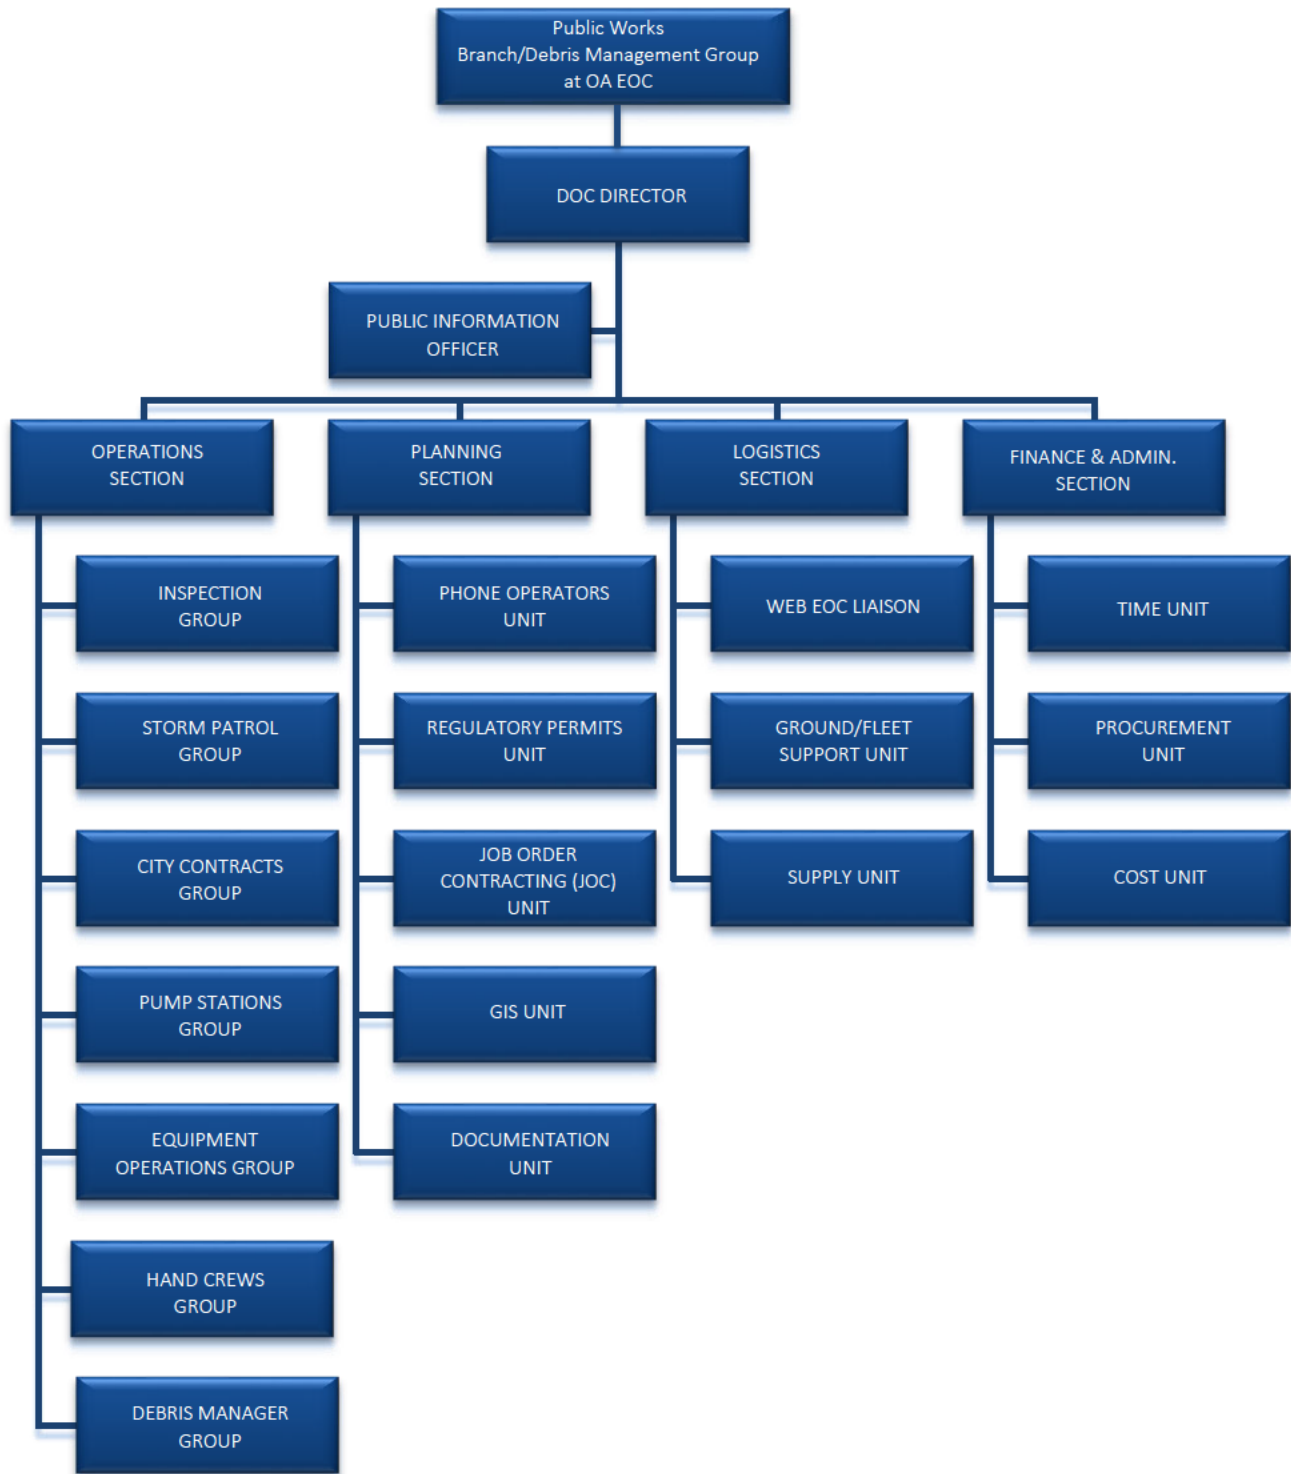 Public Works
Branch/Debris Management Group
at OA EOC
DOC DIRECTOR
PUBLIC INFORMATION
OFFICER
OPERATIONS
SECTION
PLANNING
SECTION
LOGISTICS
SECTION
FINANCE & ADMIN.
SECTION
INSPECTION
GROUP
PHONE OPERATORS
UNIT
WEB EOC LIAISON
TIME UNIT
STORM PATROL
GROUP
REGULATORY PERMITS
UNIT
GROUND/FLEET
SUPPORT UNIT
PROCUREMENT
UNIT
CITY CONTRACTS
GROUP
JOB ORDER
CONTRACTING (JOC)
UNIT
SUPPLY UNIT
COST UNIT
PUMP STATIONS
GROUP
GIS UNIT
EQUIPMENT
OPERATIONS GROUP
DOCUMENTATION
UNIT
HAND CREWS
GROUP
DEBRIS MANAGER
GROUP